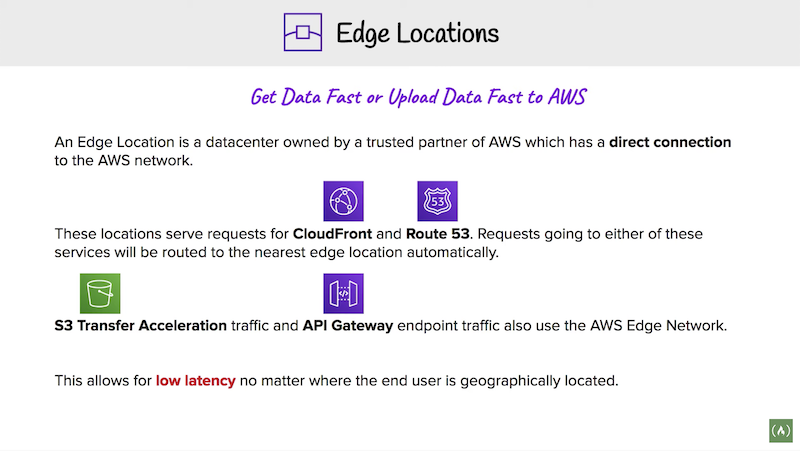 Edge Locations
Get Data Fast or Upload Data Fast to AWS
An Edge Location is a datacenter owned by a trusted partner of AWS which has a direct connection
to the AWS network.
53
These locations serve requests for CloudFront and Route 53. Requests going to either of these
services will be routed to the nearest edge location automatically.
</>
S3 Transfer Acceleration traffic and API Gateway endpoint traffic also use the AWS Edge Network.
This allows for low latency no matter where the end user is geographically located.